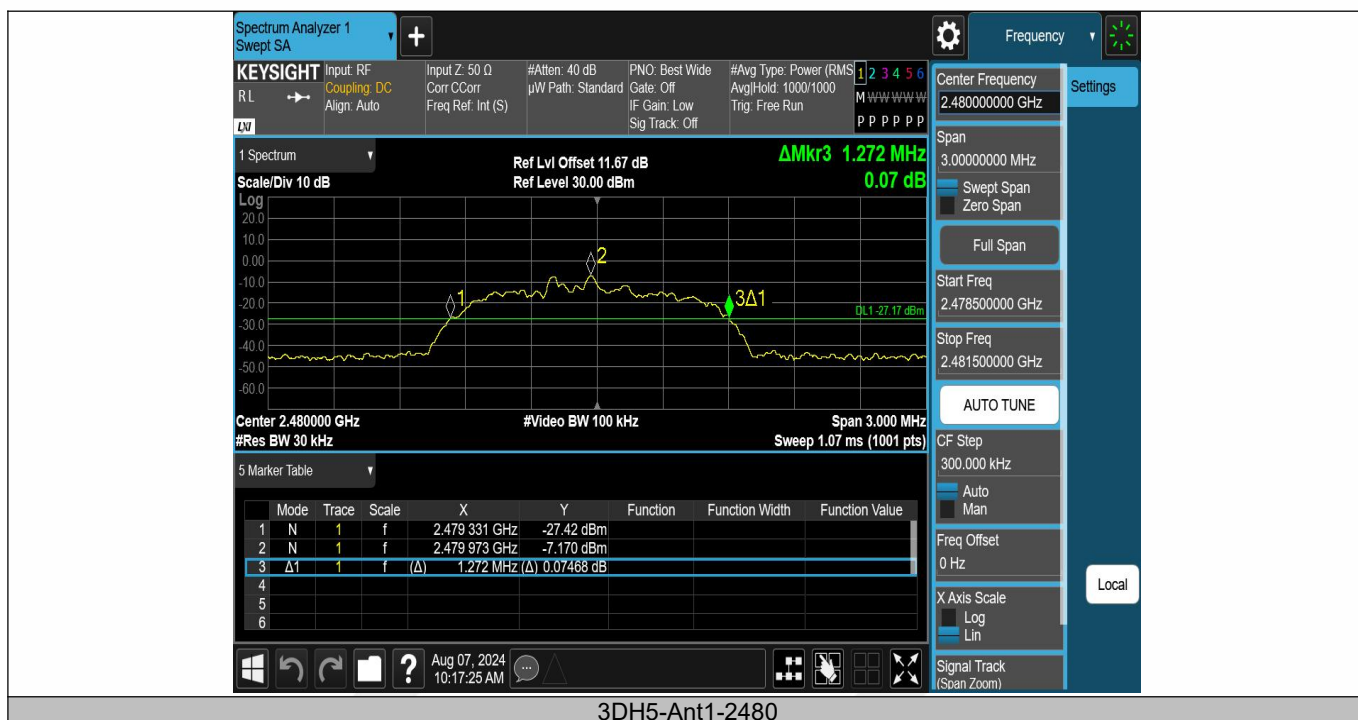 Spectrum Analyzer 1
Swept SA
+
Frequency
KEYSIGHT
RL
LXI
Input: RF
Coupling: DC
Align: Auto
Input Z: 50 Ω
Corr CCorr
Freq Ref: Int (S)
#Atten: 40 dB
µW Path: Standard
PNO: Best Wide
Gate: Off
IF Gain: Low
Sig Track: Off
#Avg Type: Power (RMS
Avg|Hold: 1000/1000
Trig: Free Run
1 2 3 4 5 6
M W W W W W
P P P P P P
1 Spectrum
Scale/Div 10 dB
Ref Lvl Offset 11.67 dB
Ref Level 30.00 dBm
ΔMkr3 1.272 MHz
0.07 dB
Log
20.0
10.0
0.00
-10.0
-20.0
-30.0
-40.0
-50.0
-60.0
1
2
3Δ1
DL1 -27.17 dBm
Center 2.480000 GHz
#Video BW 100 kHz
Span 3.000 MHz
#Res BW 30 kHz
Sweep 1.07 ms (1001 pts)
5 Marker Table
Mode Trace Scale X Y Function Function Width Function Value
1 N 1 f 2.479 331 GHz -27.42 dBm
2 N 1 f 2.479 973 GHz -7.170 dBm
3 Δ1 1 f (Δ) 1.272 MHz (Δ) 0.07468 dB
4
5
6
Aug 07, 2024
10:17:25 AM
?
Center Frequency
2.480000000 GHz
Settings
Span
3.00000000 MHz
Swept Span
Zero Span
Full Span
Start Freq
2.478500000 GHz
Stop Freq
2.481500000 GHz
AUTO TUNE
CF Step
300.000 kHz
Auto
Man
Freq Offset
0 Hz
Local
X Axis Scale
Log
Lin
Signal Track
(Span Zoom)
3DH5-Ant1-2480